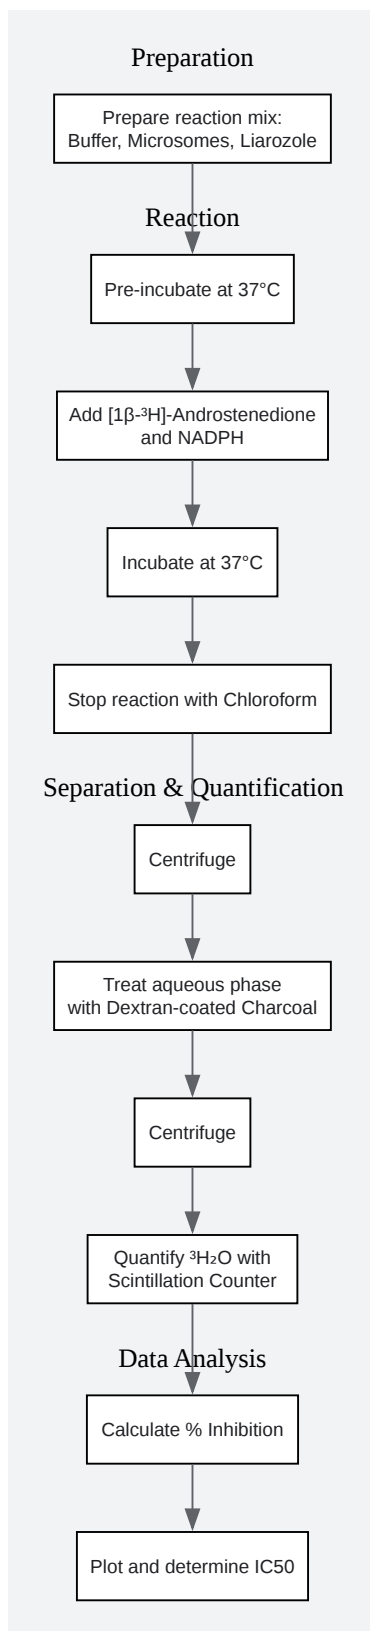 Preparation
Prepare reaction mix:
Buffer, Microsomes, Liarozole
Reaction
Pre-incubate at 37°C
Add [1β-³H]-Androstenedione
and NADPH
Incubate at 37°C
Stop reaction with Chloroform
Separation & Quantification
Centrifuge
Treat aqueous phase
with Dextran-coated Charcoal
Centrifuge
Quantify ³H₂O with
Scintillation Counter
Data Analysis
Calculate % Inhibition
Plot and determine IC50